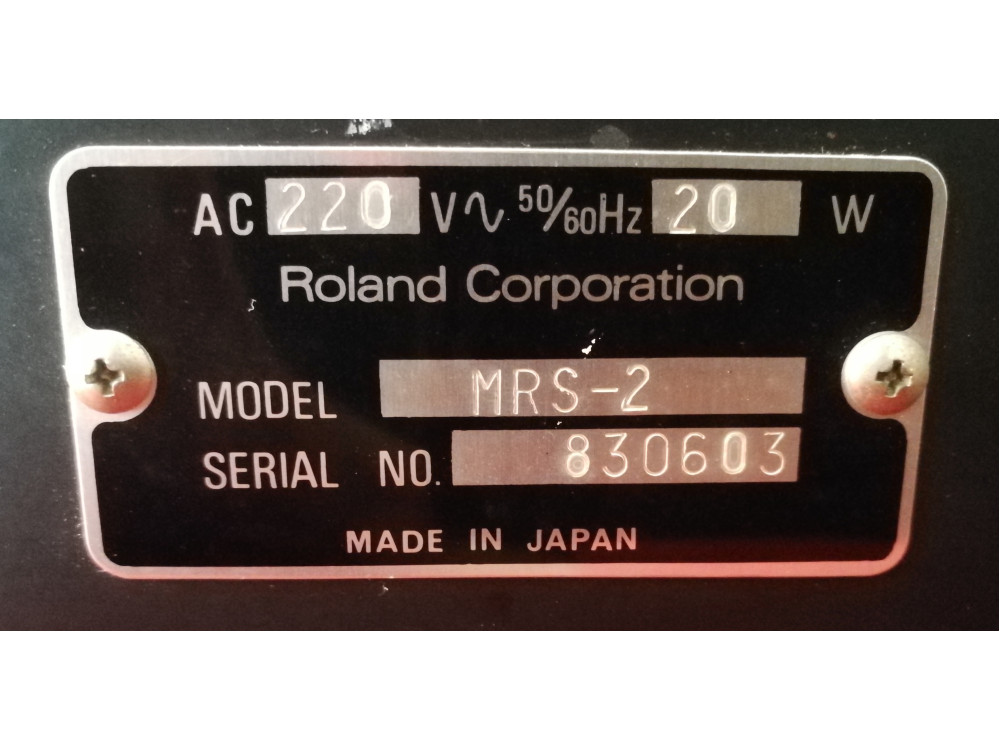 AC 220 V∿ 50/60Hz 20 W
Roland Corporation
MODEL MRS-2
SERIAL NO. 830603
MADE IN JAPAN